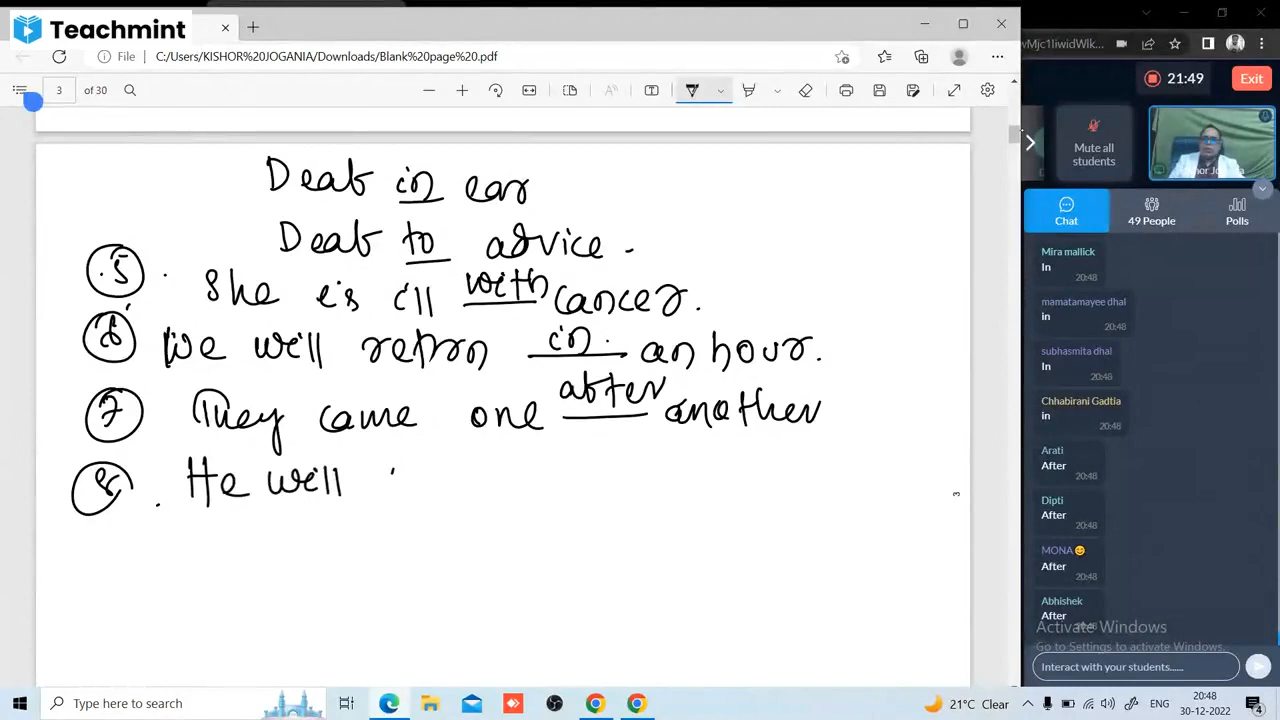 Teachmint
wMjc1IiwidWlk...
File C:/Users/KISHOR%20JOGANIA/Downloads/Blank%20page%20.pdf
3 of 30
21:49 Exit
Mute all students
Chat 49 People Polls
Deaf in ear
Deaf to advice.
5. She is ill with cancer.
6 We will return in an hour.
7 They came one after another
8. He will
3
Mira mallick
In
20:48
mamatamayee dhal
in
20:48
subhasmita dhal
In
20:48
Chhabirani Gadtia
in
20:48
Arati
After
20:48
Dipti
After
20:48
MONA😊
After
20:48
Abhishek
After
20:48
Activate Windows
Go to Settings to activate Windows.
Interact with your students......
Type here to search
21°C Clear
ENG
20:48
30-12-2022
4